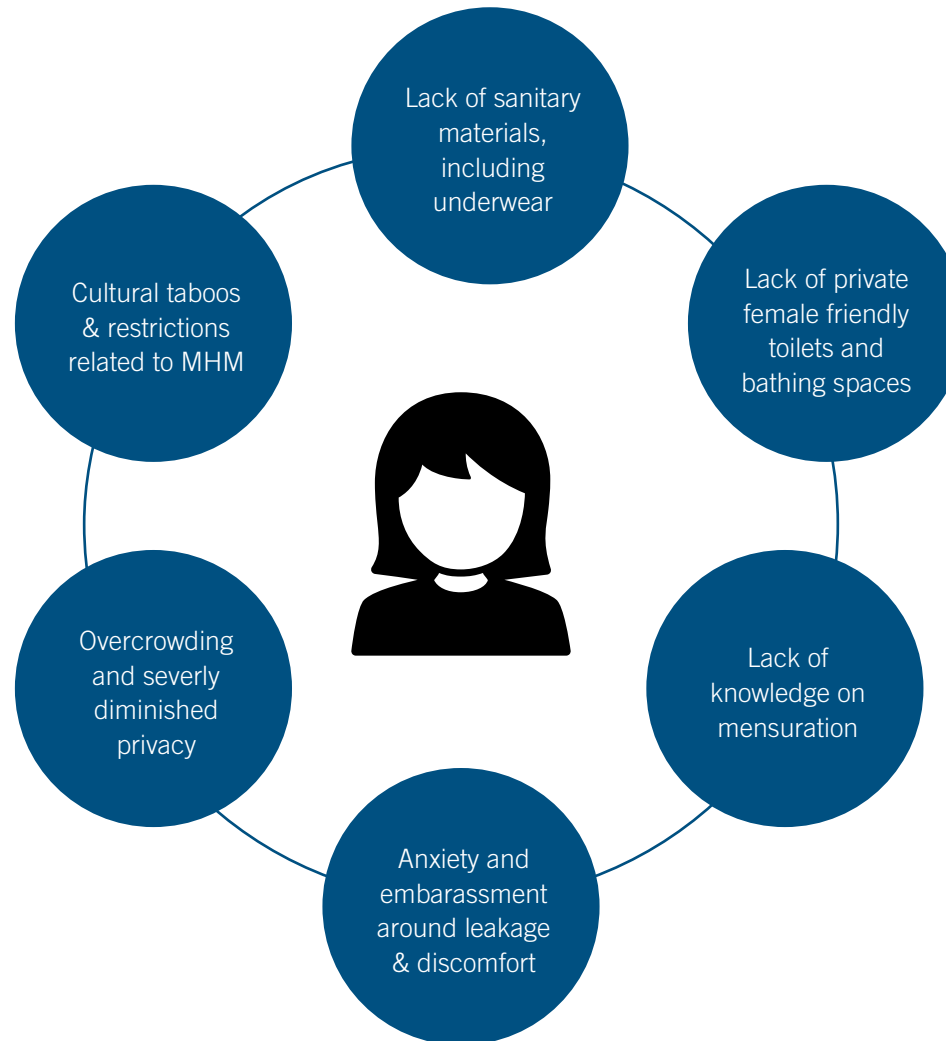 Lack of sanitary
materials,
including
underwear
Lack of private
female friendly
toilets and
bathing spaces
Lack of
knowledge on
mensuration
Anxiety and
embarassment
around leakage
& discomfort
Overcrowding
and severly
diminished
privacy
Cultural taboos
& restrictions
related to MHM